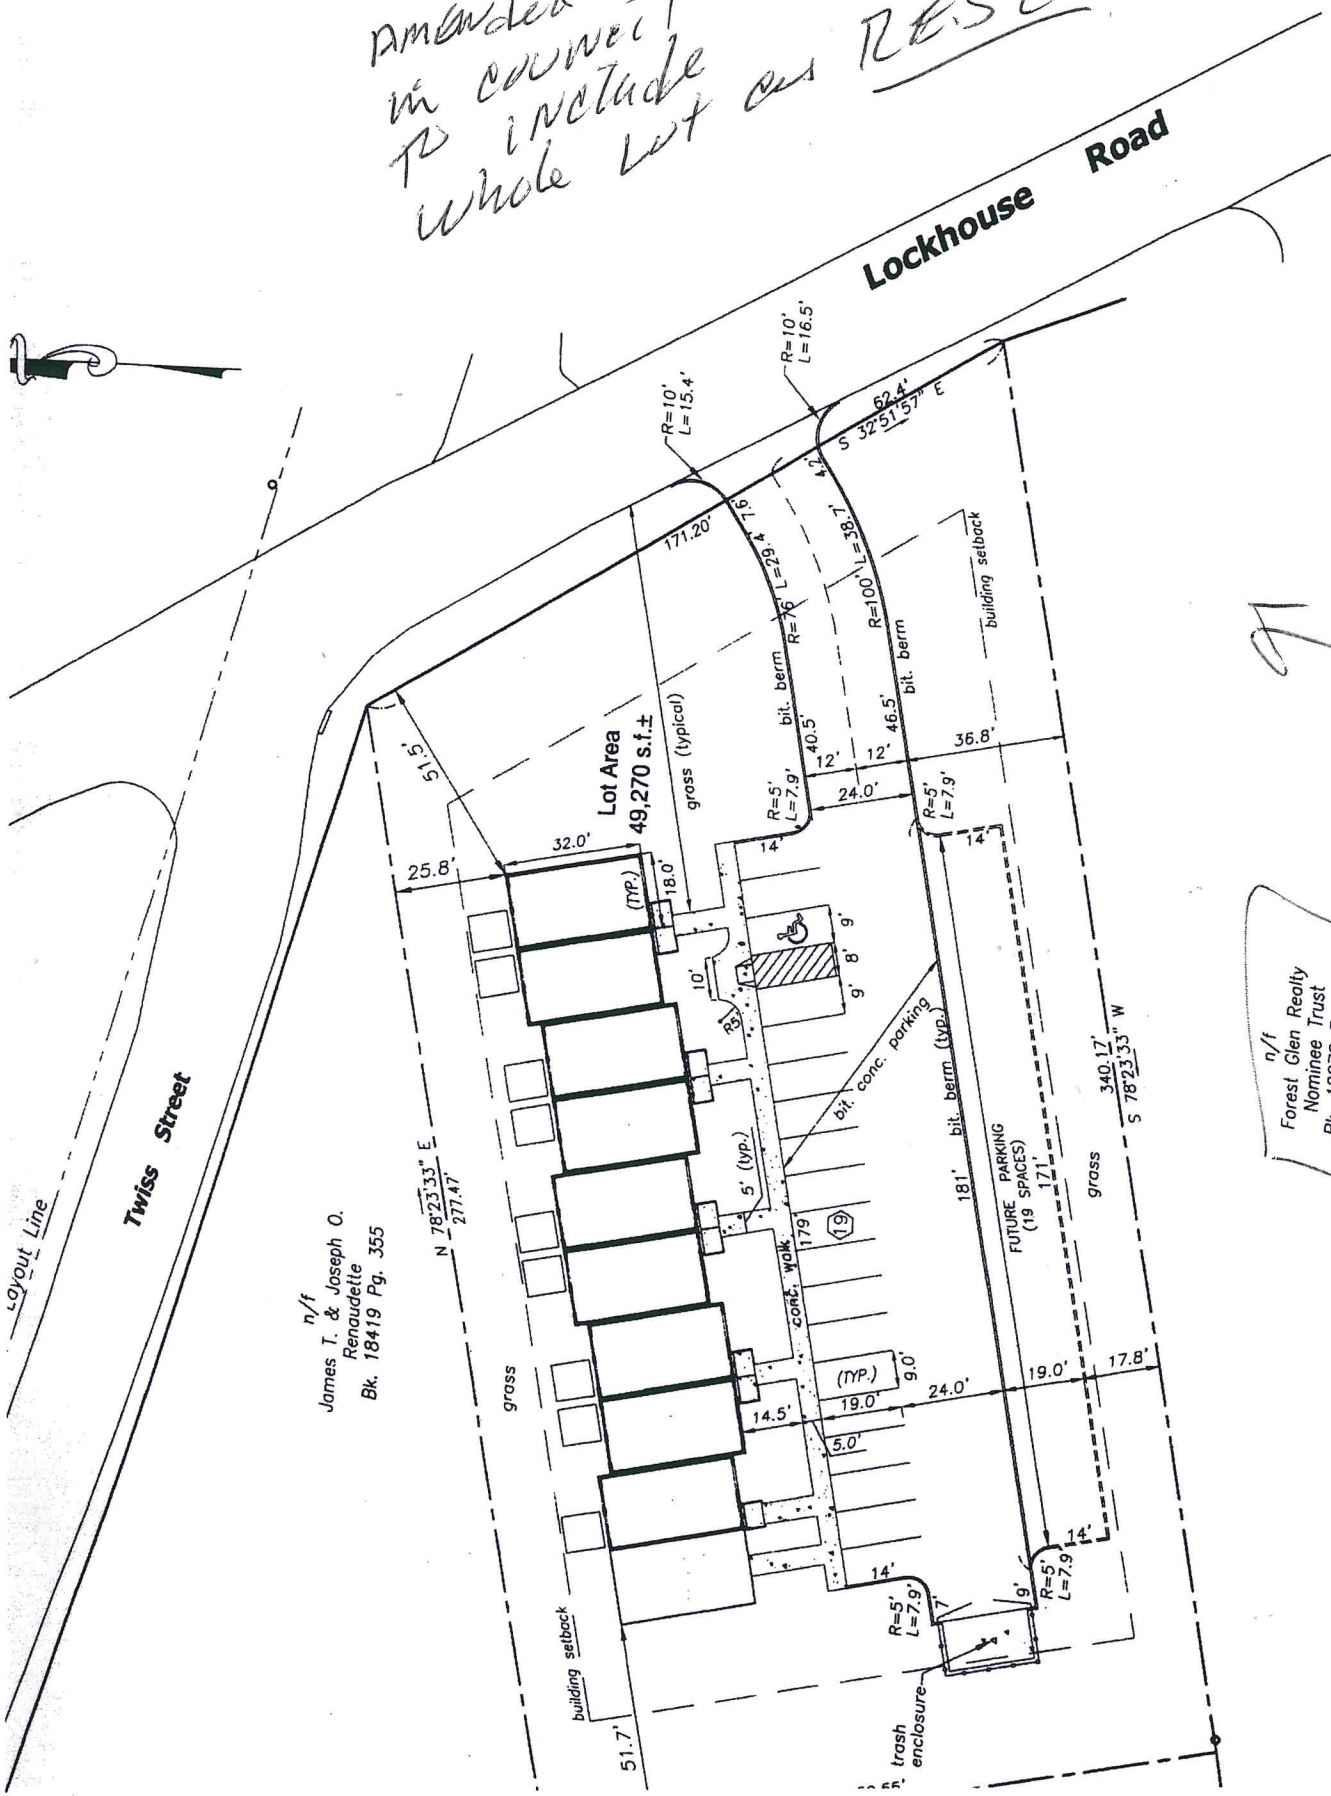 AMENDED
in COUNCIL
TO INCLUDE
whole Lot as
Lockhouse Road
Twiss Street
Layout Line
R=10'
L=16.5'
R=10'
L=15.4'
62.4'
S 32°51'57" E
4.2'
7.6'
171.20'
L=29.4'
R=76'
L=38.7'
R=100'
bit. berm
bit. berm
building setback
40.5'
46.5'
51.5'
Lot Area
49,270 s.f.±
grass (typical)
12'
12'
36.8'
24.0'
R=5'
L=7.9'
R=5'
L=7.9'
14'
14'
25.8'
32.0'
(TYP.)
18.0'
10'
R5'
9'
8'
9'
bit. conc. parking
bit. berm (typ.)
181'
FUTURE PARKING
(19 SPACES)
171'
340.17'
S 78°23'33" W
grass
n/f
Forest Glen Realty
Nominee Trust
n/f
James T. & Joseph O.
Renaudette
Bk. 18419 Pg. 355
N 78°23'33" E
277.47'
grass
5' (typ.)
conc. walk
179
19
(TYP.)
9.0'
14.5'
19.0'
24.0'
19.0'
17.8'
5.0'
14'
R=5'
L=7.9'
7'
9'
R=5'
L=7.9
14'
building setback
51.7'
trash
enclosure